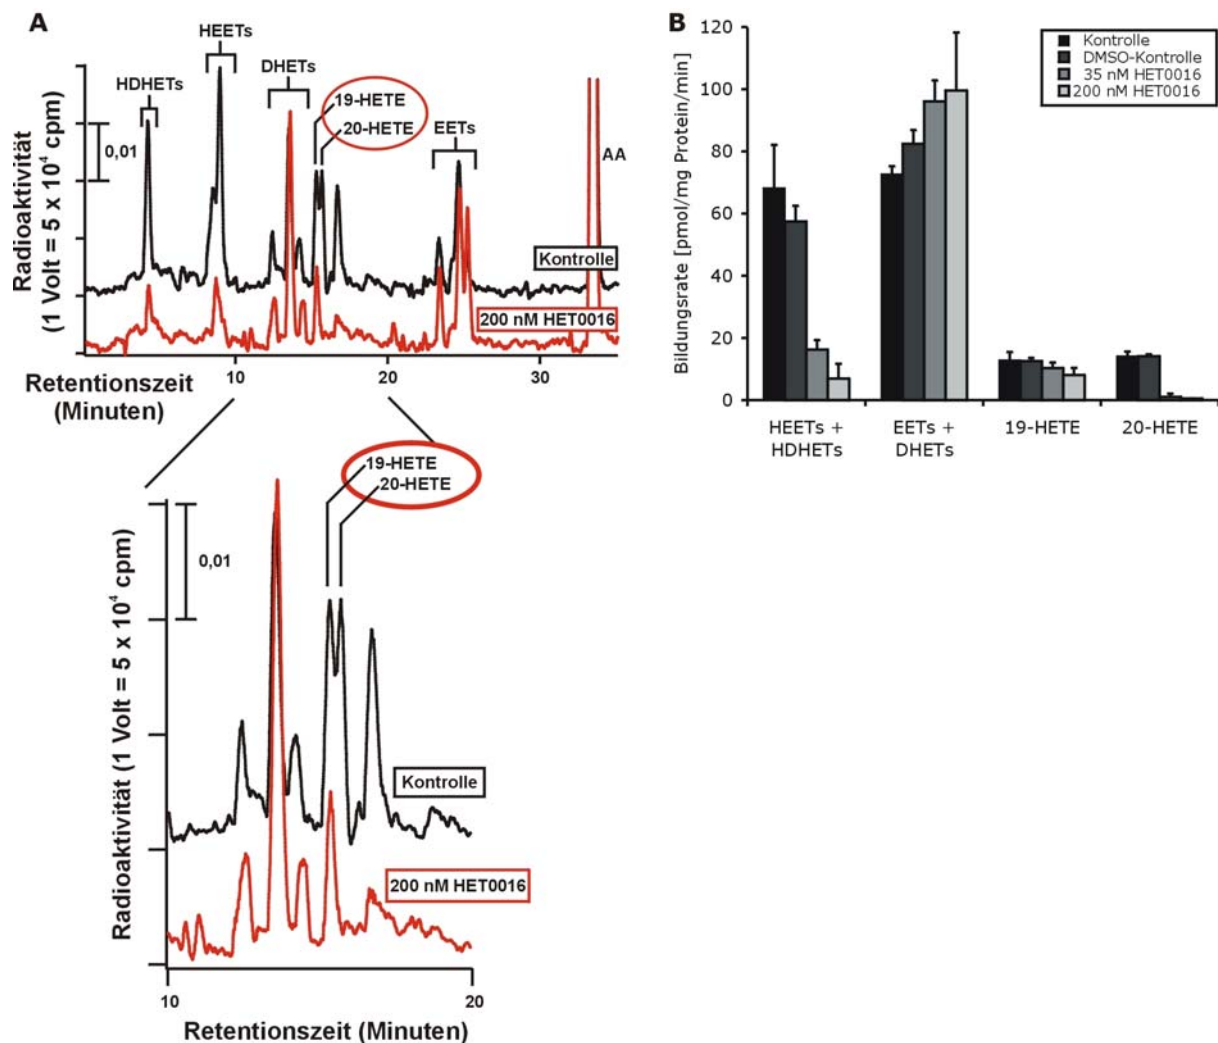 A
HEETs
HDHETs
DHETs
19-HETE
20-HETE
EETs
AA
0,01
Radioaktivität
(1 Volt = 5 x 10⁴ cpm)
Kontrolle
200 nM HET0016
10
20
30
Retentionszeit
(Minuten)
19-HETE
20-HETE
0,01
Radioaktivität (1 Volt = 5 x 10⁴ cpm)
Kontrolle
200 nM HET0016
10
20
Retentionszeit (Minuten)
B
Bildungsrate [pmol/mg Protein/min]
120
100
80
60
40
20
0
Kontrolle
DMSO-Kontrolle
35 nM HET0016
200 nM HET0016
HEETs +
HDHETs
EETs +
DHETs
19-HETE
20-HETE